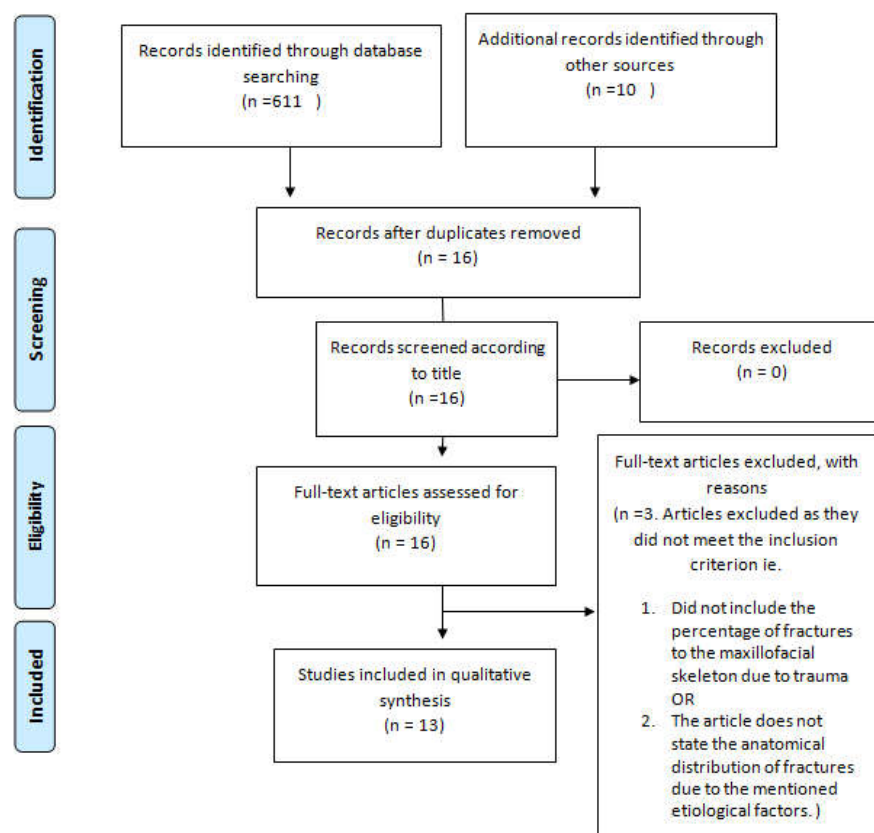 Identification
Records identified through database
searching
(n =611   )
Additional records identified through
other sources
(n =10   )
Screening
Records after duplicates removed
(n = 16)
Records screened according
to title
(n =16)
Records excluded
(n = 0)
Eligibility
Full-text articles assessed for
eligibility
(n = 16)
Full-text articles excluded, with
reasons
(n =3. Articles excluded as they
did not meet the inclusion
criterion ie.
1. Did not include the
percentage of fractures
to the maxillofacial
skeleton due to trauma
OR
2. The article does not
state the anatomical
distribution of fractures
due to the mentioned
etiological factors. )
Included
Studies included in qualitative
synthesis
(n = 13)